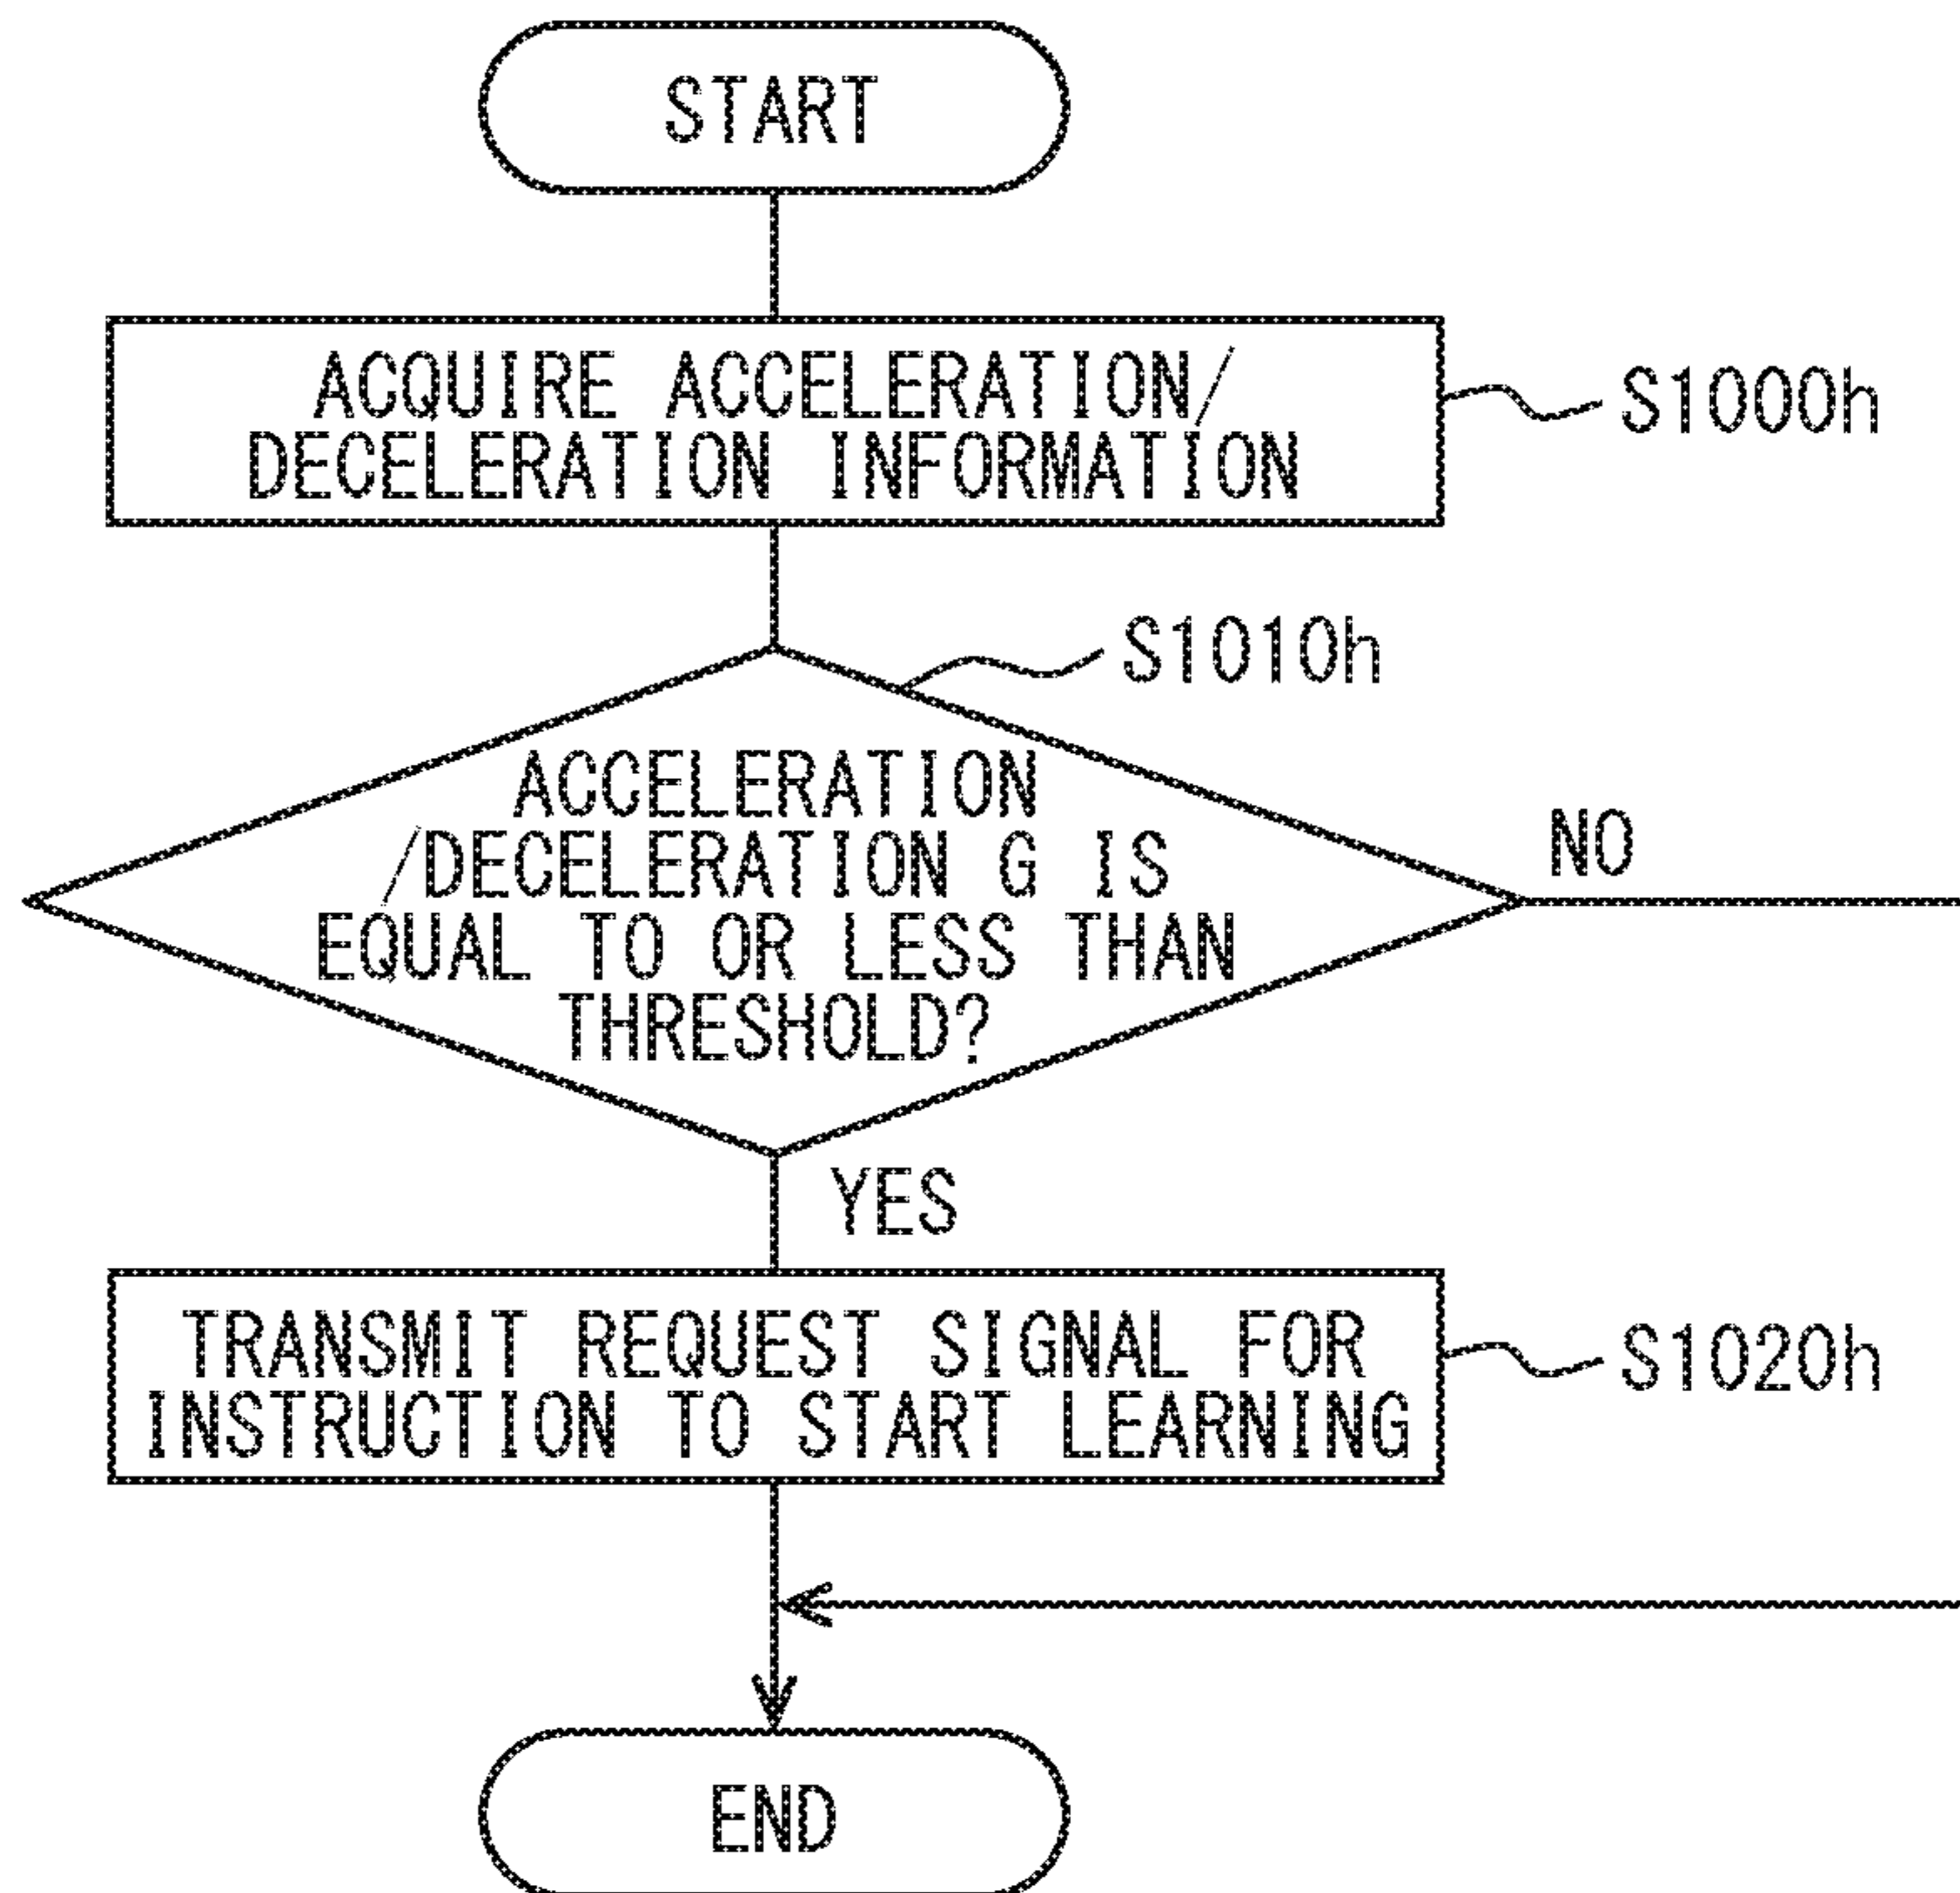 START
ACQUIRE ACCELERATION/
DECELERATION INFORMATION
S1000h
S1010h
ACCELERATION
/DECELERATION G IS
EQUAL TO OR LESS THAN
THRESHOLD?
NO
YES
TRANSMIT REQUEST SIGNAL FOR
INSTRUCTION TO START LEARNING
S1020h
END